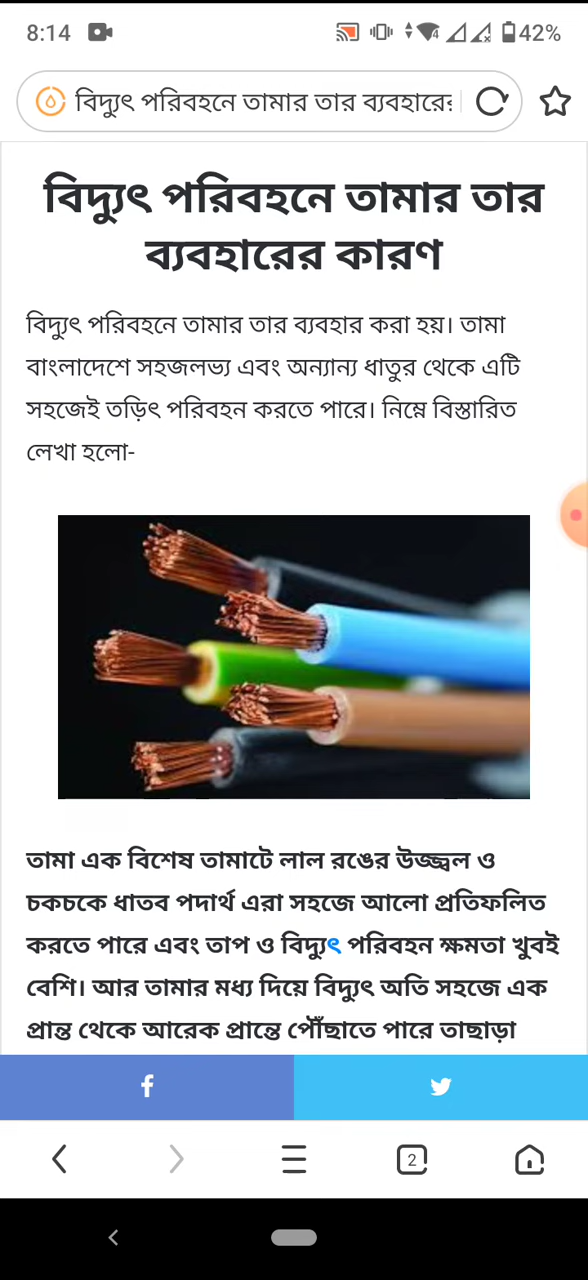 8:14
4
42%
বিদ্যুৎ পরিবহনে তামার তার ব্যবহারের
বিদ্যুৎ পরিবহনে তামার তার
ব্যবহারের কারণ
বিদ্যুৎ পরিবহনে তামার তার ব্যবহার করা হয়। তামা
বাংলাদেশে সহজলভ্য এবং অন্যান্য ধাতুর থেকে এটি
সহজেই তড়িৎ পরিবহন করতে পারে। নিম্নে বিস্তারিত
লেখা হলো-
তামা এক বিশেষ তামাটে লাল রঙের উজ্জ্বল ও
চকচকে ধাতব পদার্থ এরা সহজে আলো প্রতিফলিত
করতে পারে এবং তাপ ও বিদ্যুৎ পরিবহন ক্ষমতা খুবই
বেশি। আর তামার মধ্য দিয়ে বিদ্যুৎ অতি সহজে এক
প্রান্ত থেকে আরেক প্রান্তে পৌঁছাতে পারে তাছাড়া
2